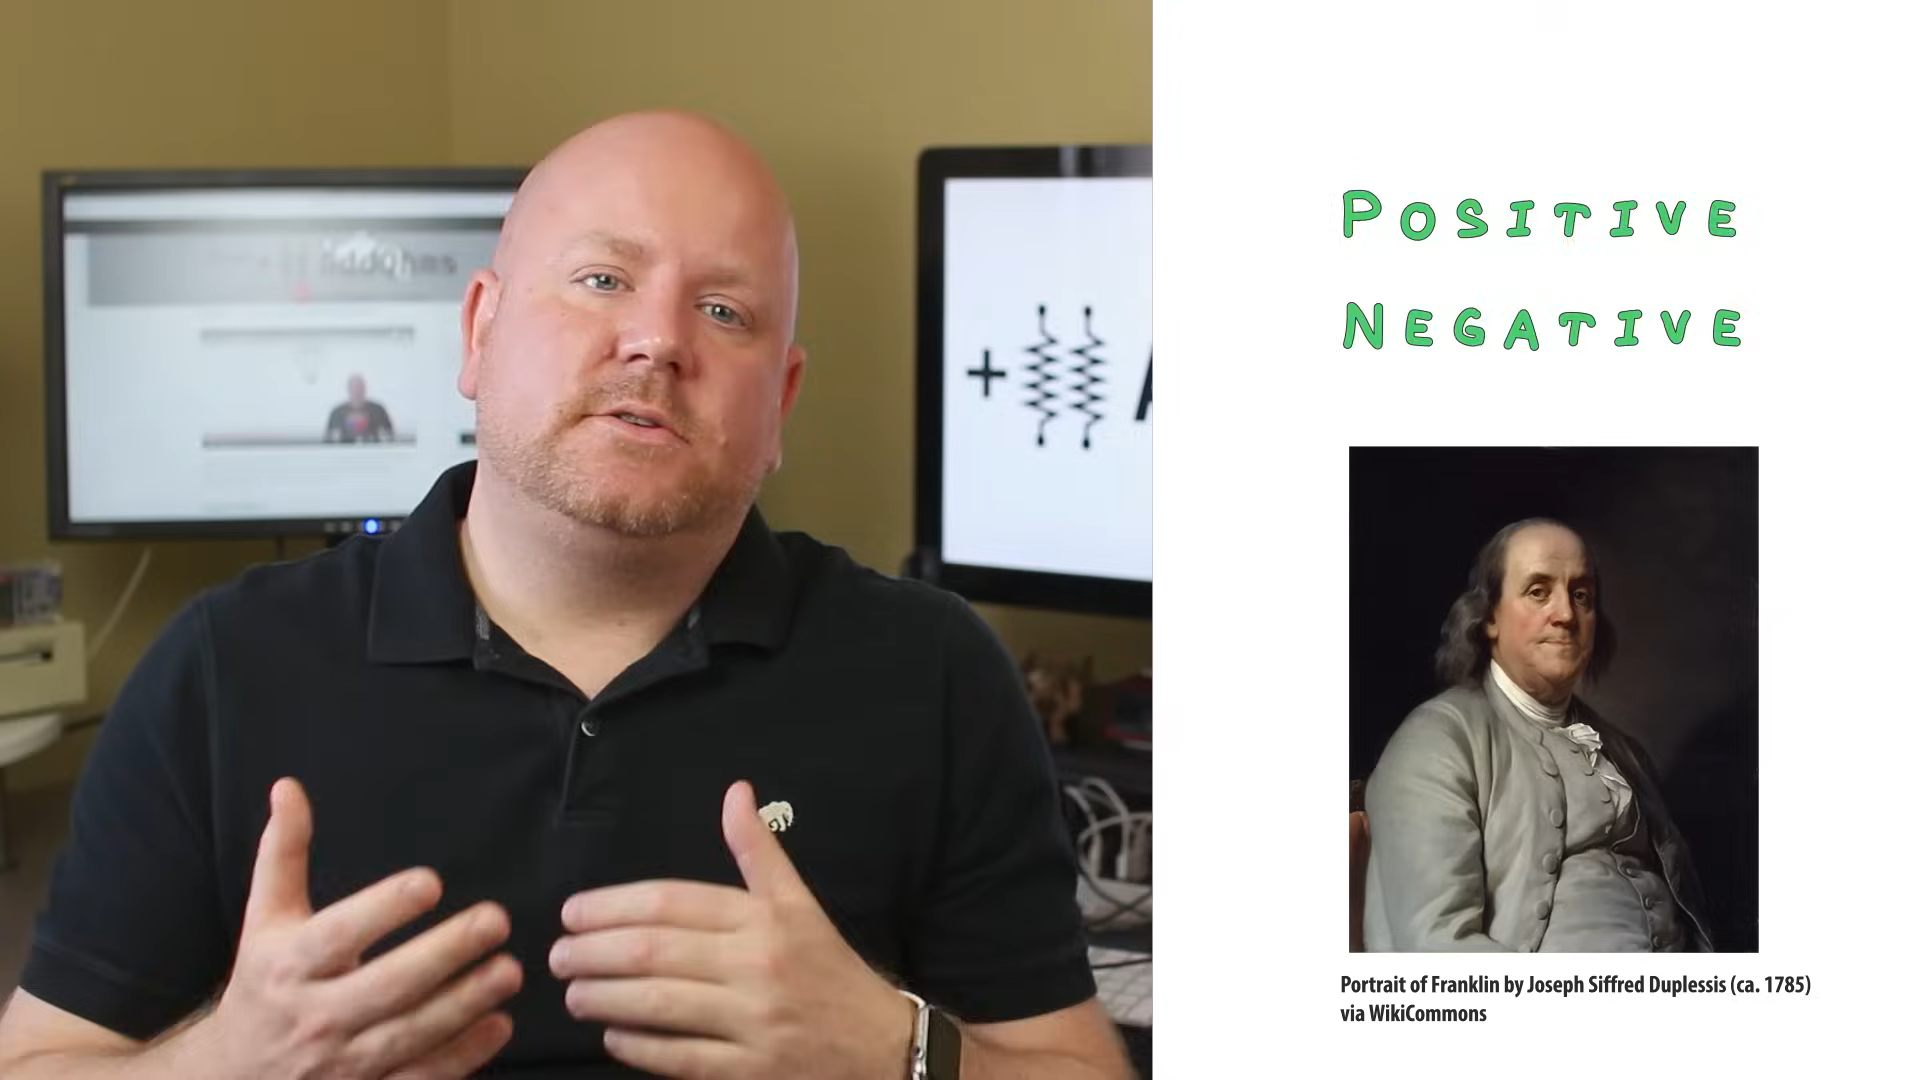 POSITIVE
NEGATIVE
Portrait of Franklin by Joseph Siffred Duplessis (ca. 1785)
via WikiCommons